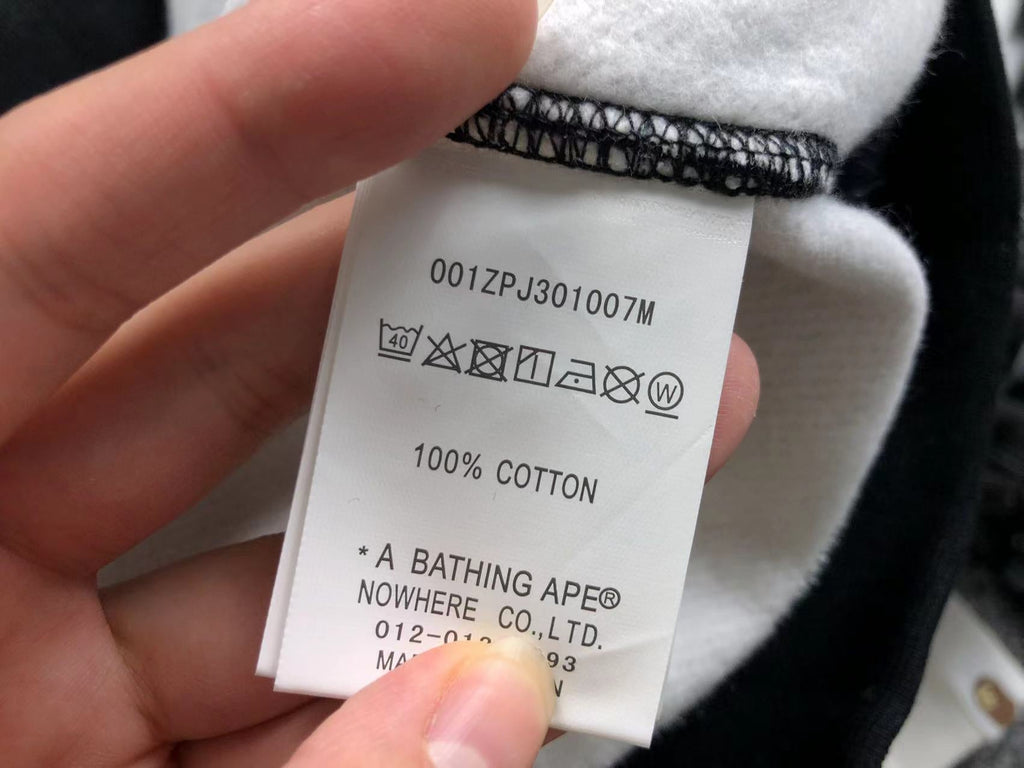 001ZPJ301007M
40
W
100% COTTON
*A BATHING APE®
NOWHERE CO.,LTD.